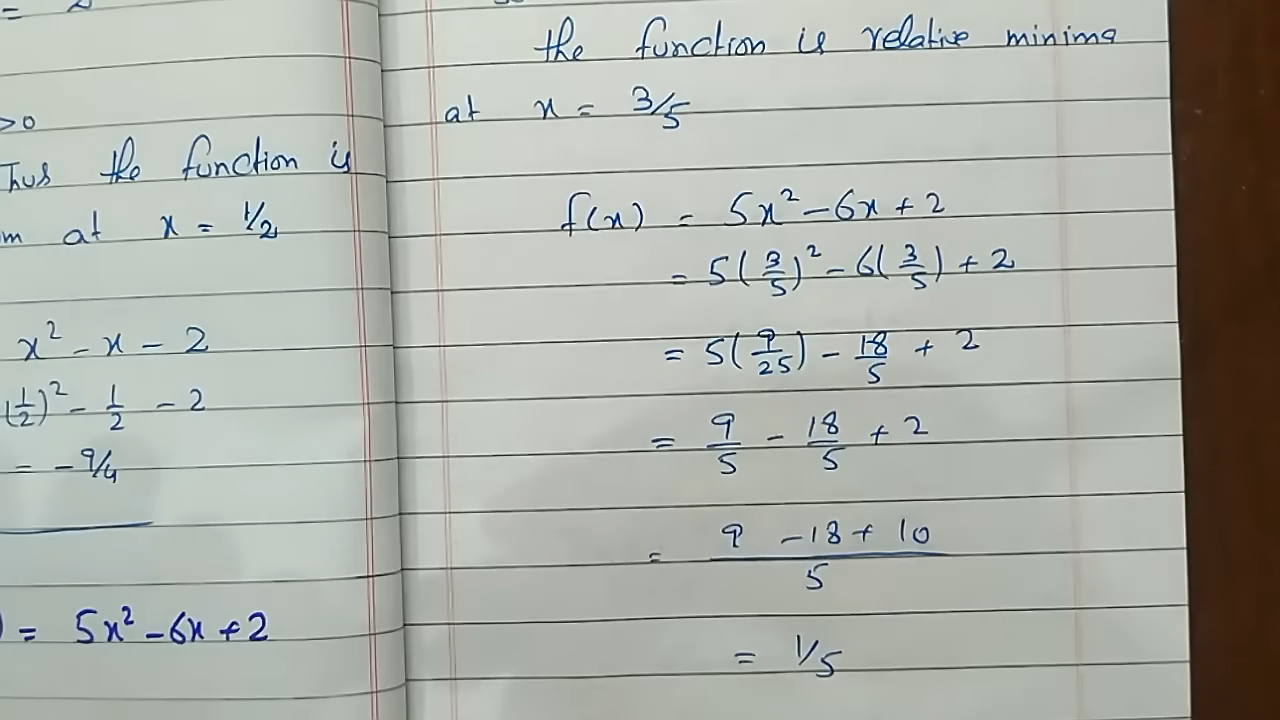 >0
Thus the function is
m at x = 1/2
x² - x - 2
(1/2)² - 1/2 - 2
= -9/4
) = 5x² - 6x + 2
the function is relative minima
at x = 3/5
f(x) = 5x² - 6x + 2
= 5(3/5)² - 6(3/5) + 2
= 5(9/25) - 18/5 + 2
= 9/5 - 18/5 + 2
= 9 - 18 + 10 / 5
= 1/5